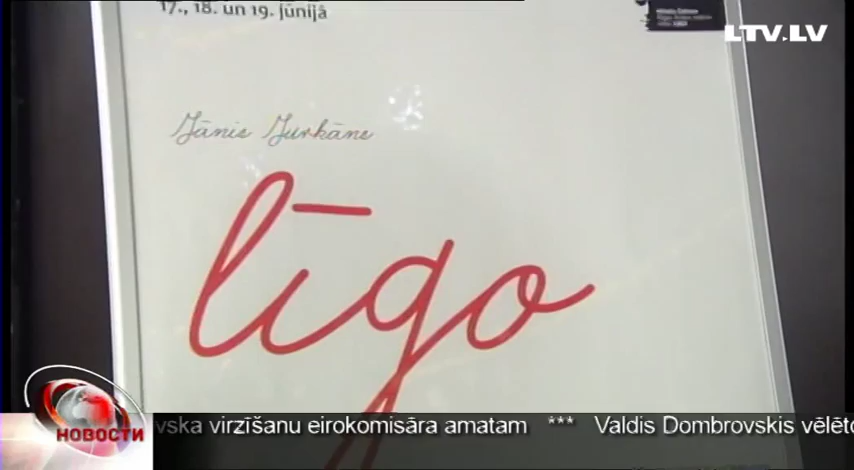 17., 18. un 19. jūnijā
LTV.LV
Jānis Jurkāns
līgo
НОВОСТИ
vska virzīšanu eirokomisāra amatam *** Valdis Dombrovskis vēlēto